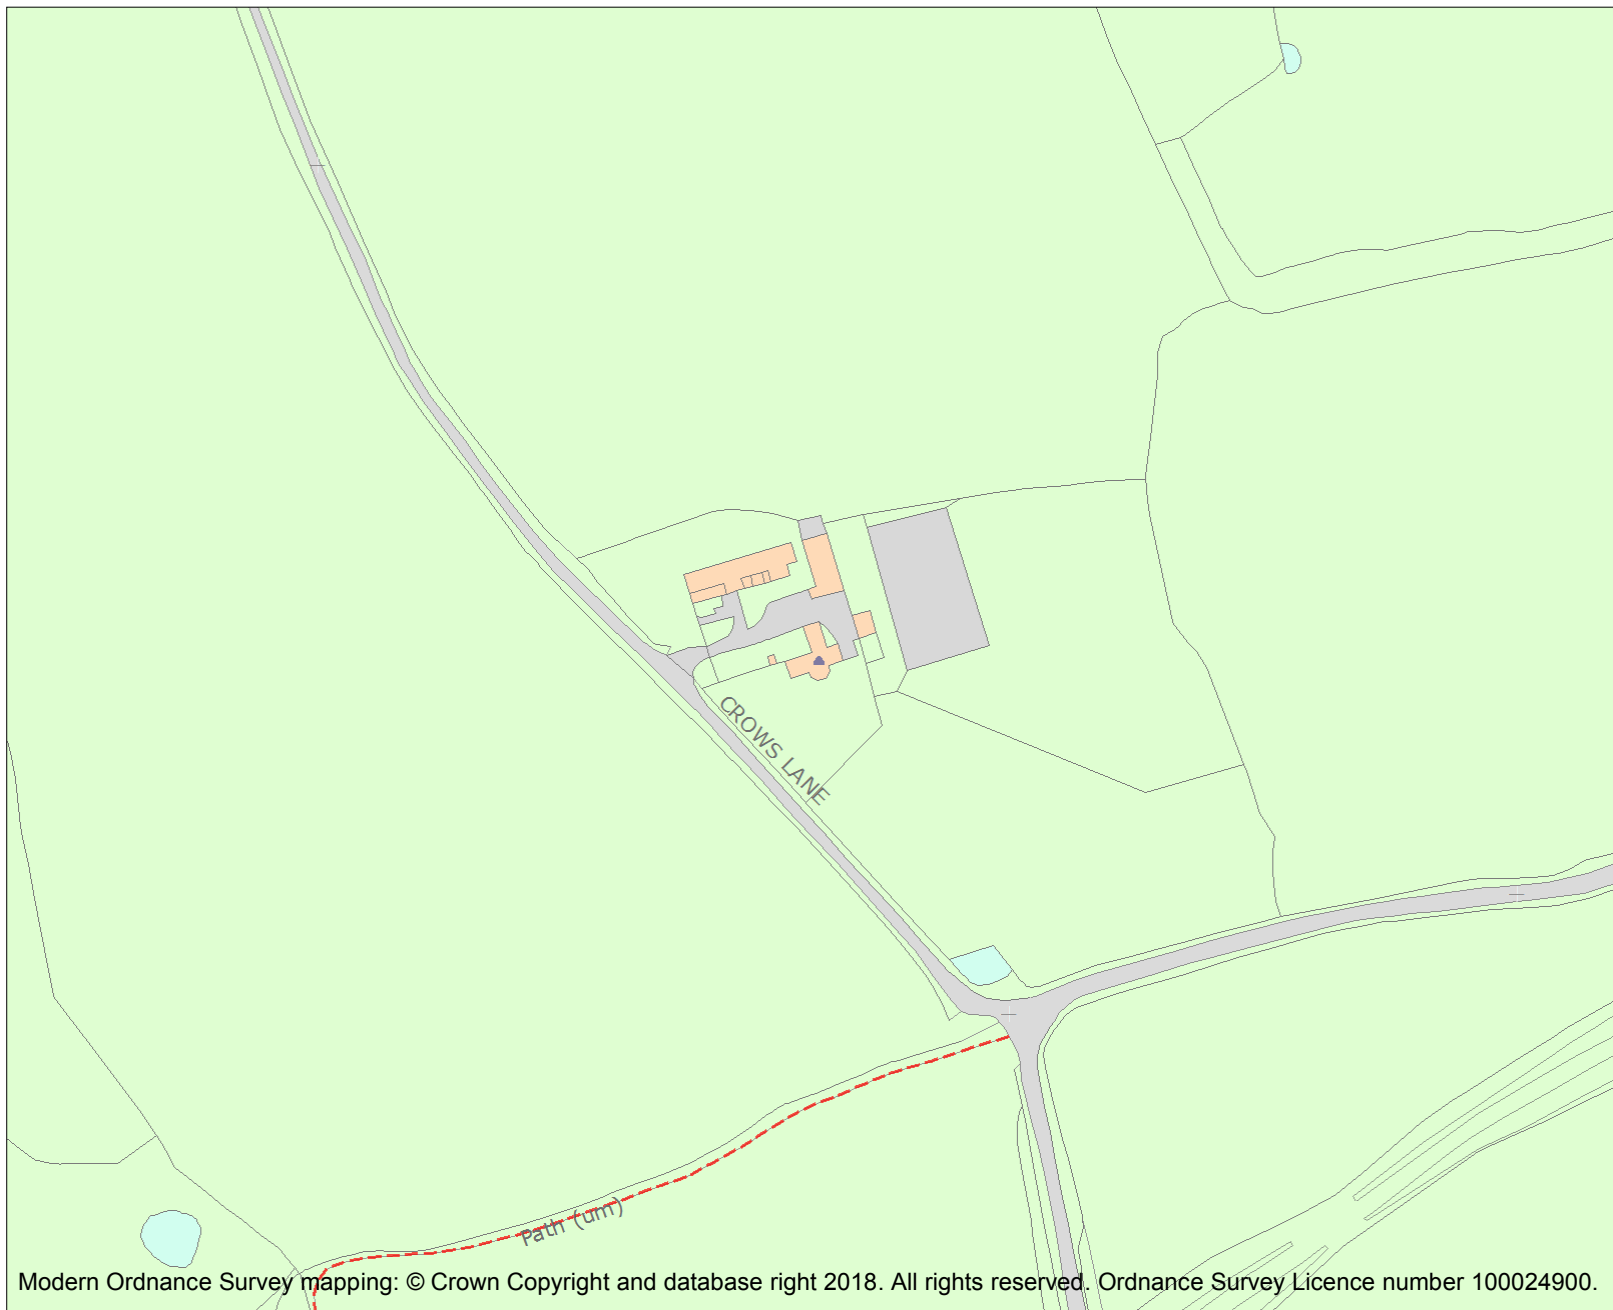 CROWS LANE
Path (um)
Modern Ordnance Survey mapping: © Crown Copyright and database right 2018. All rights reserved. Ordnance Survey Licence number 100024900.